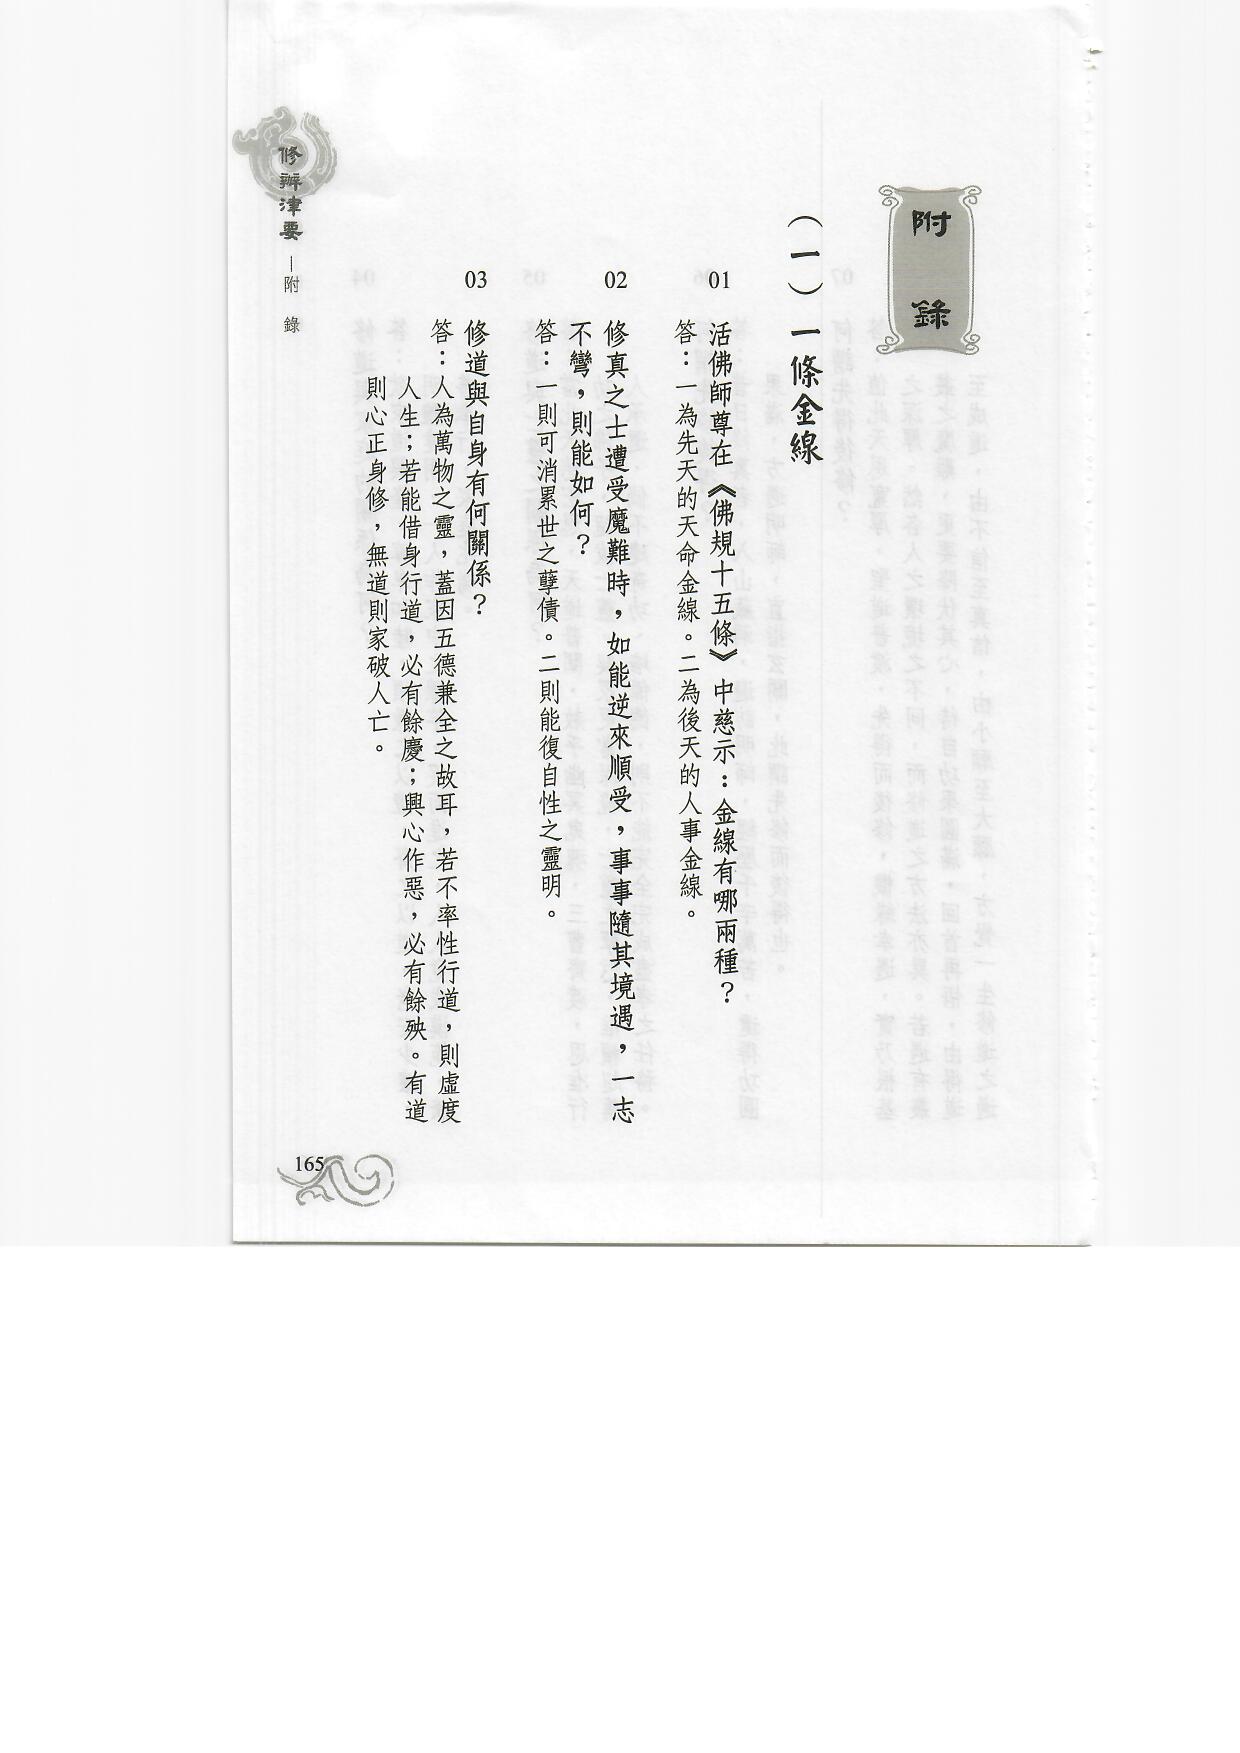 附錄
（一）一條金線
01 活佛師尊在《佛規十五條》中慈示：金線有哪兩種？
答：一為先天的天命金線。二為後天的人事金線。
02 修真之士遭受魔難時，如能逆來順受，事事隨其境遇，一志
不彎，則能如何？
答：一則可消累世之孽債。二則能復自性之靈明。
03 修道與自身有何關係？
答：人為萬物之靈，蓋因五德兼全之故耳，若不率性行道，則虛度
人生；若能借身行道，必有餘慶；興心作惡，必有餘殃。有道
則心正身修，無道則家破人亡。
修辦津要－附錄
165